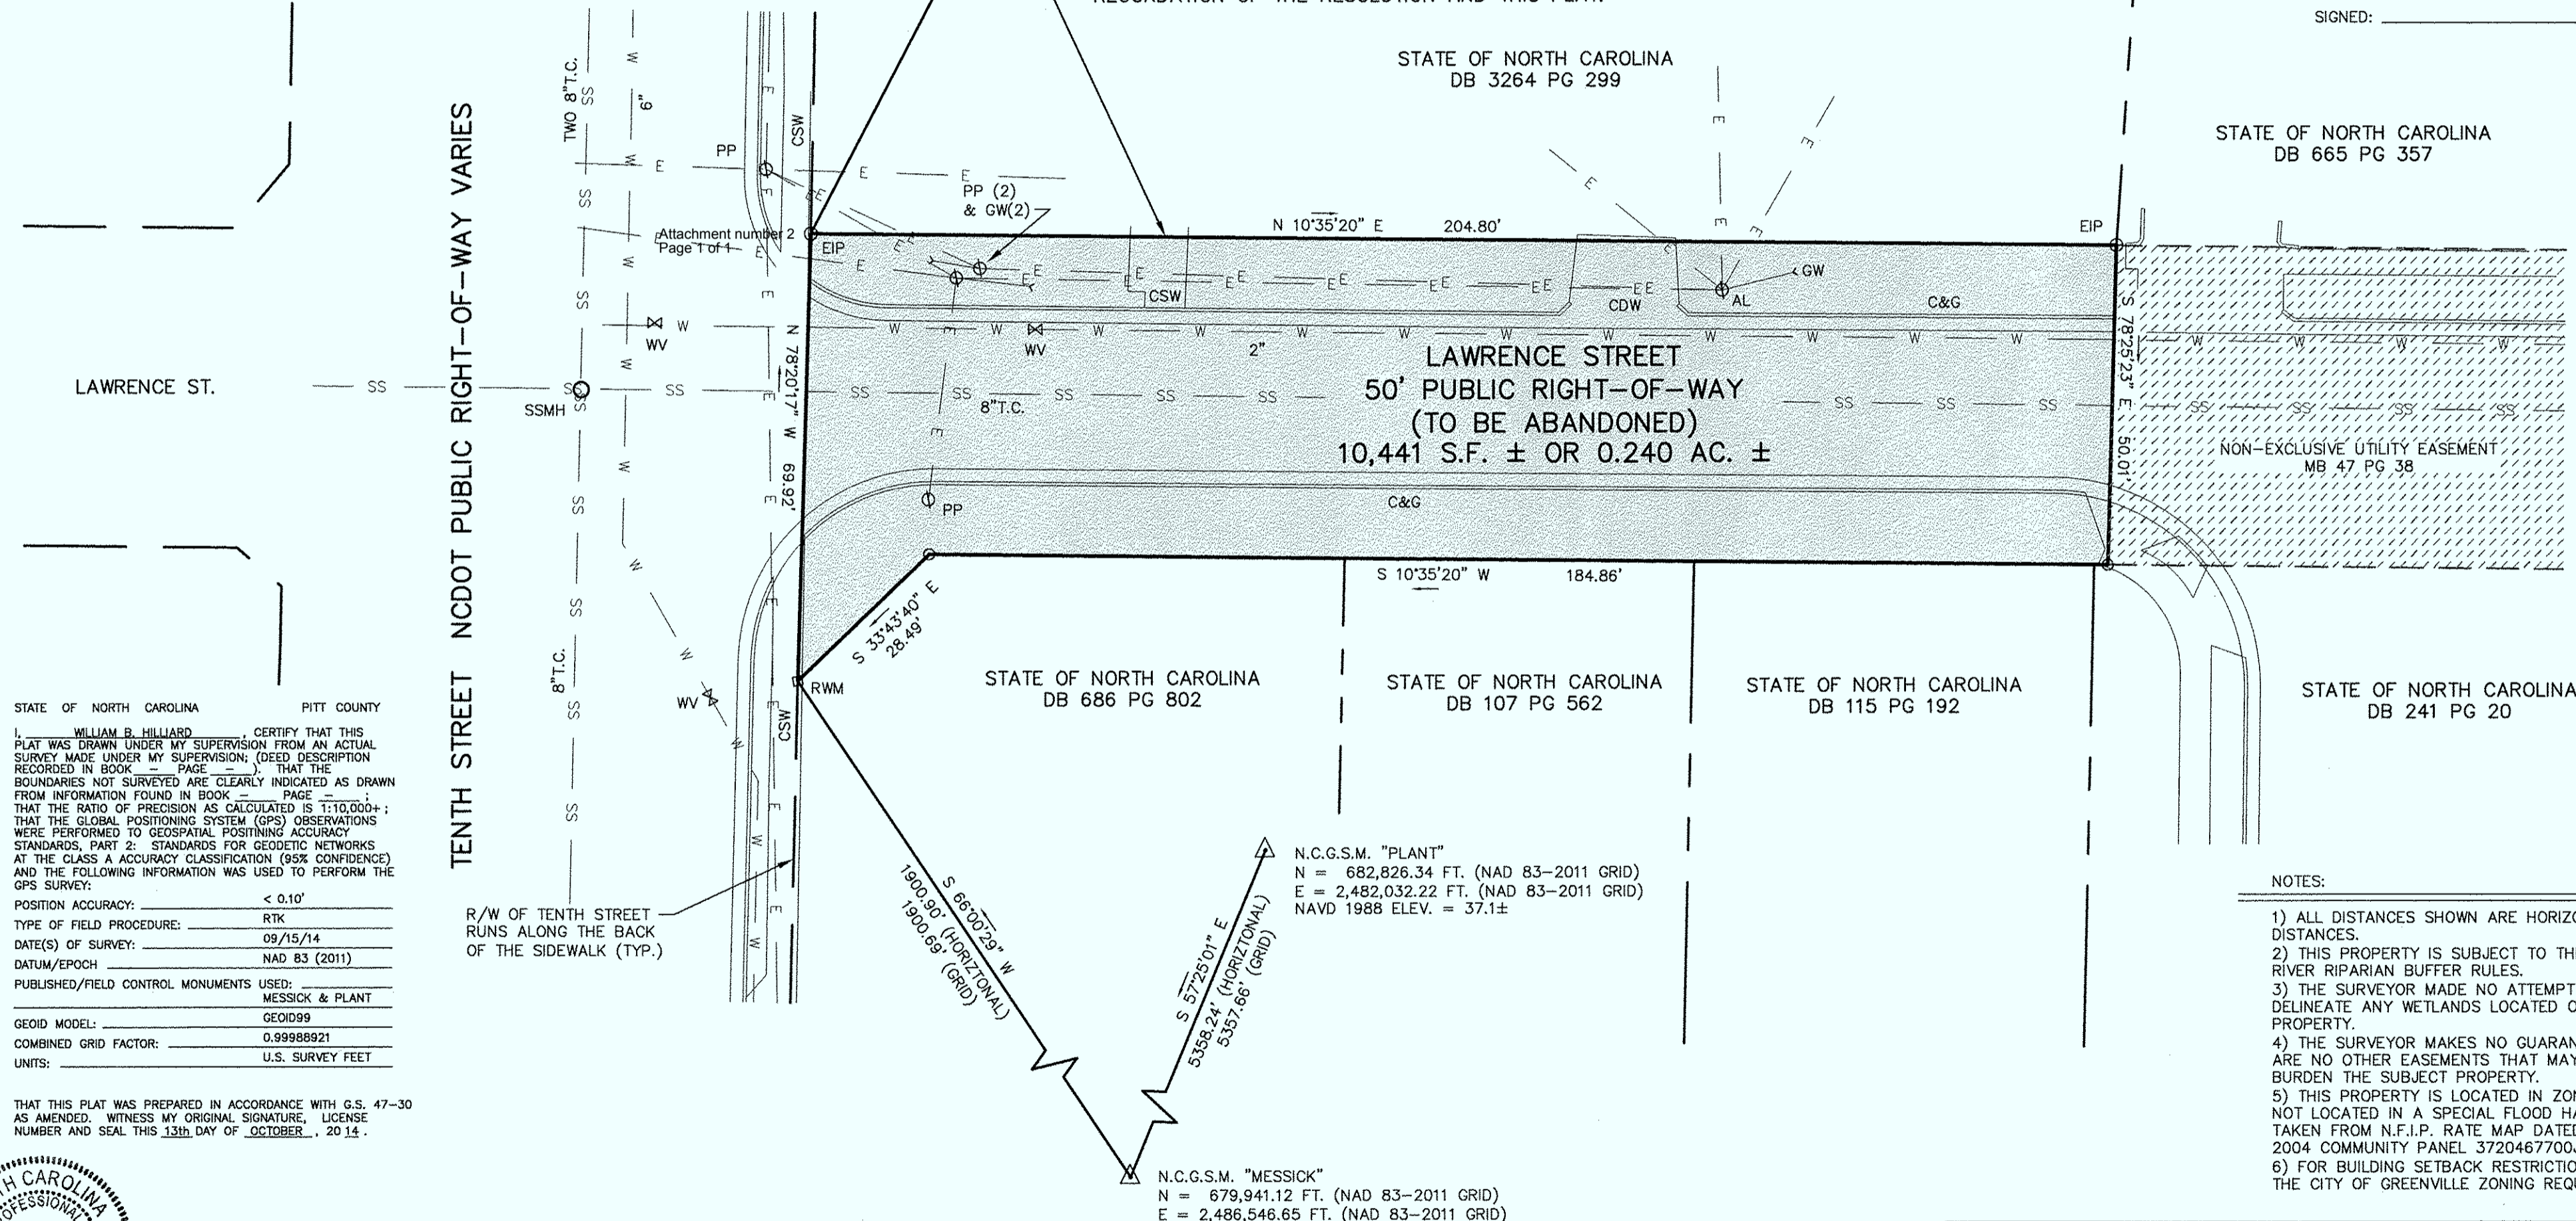 SIGNED:
STATE OF NORTH CAROLINA
DB 3264 PG 299
STATE OF NORTH CAROLINA
DB 665 PG 357
TENTH STREET NCDOT PUBLIC RIGHT-OF-WAY VARIES
TWO 8"T.C.
6"
CSW
PP
PP (2)
& GW(2)
Attachment number 2
Page 1 of 1
EIP
N 10°35'20" E 204.80'
EIP
GW
AL
CSW
CDW
C&G
WV
WV
2"
N 78°20'17" W 69.92'
S 78°25'23" E 50.01'
LAWRENCE STREET
50' PUBLIC RIGHT-OF-WAY
(TO BE ABANDONED)
10,441 S.F. ± OR 0.240 AC. ±
LAWRENCE ST.
SSMH
8"T.C.
NON-EXCLUSIVE UTILITY EASEMENT
MB 47 PG 38
PP
C&G
S 10°35'20" W 184.86'
S 33°43'40" E
28.49'
RWM
8"T.C.
WV
CSW
STATE OF NORTH CAROLINA
DB 686 PG 802
STATE OF NORTH CAROLINA
DB 107 PG 562
STATE OF NORTH CAROLINA
DB 115 PG 192
STATE OF NORTH CAROLINA
DB 241 PG 20
STATE OF NORTH CAROLINA PITT COUNTY
I, WILLIAM B. HILLIARD, CERTIFY THAT THIS
PLAT WAS DRAWN UNDER MY SUPERVISION FROM AN ACTUAL
SURVEY MADE UNDER MY SUPERVISION; (DEED DESCRIPTION
RECORDED IN BOOK - PAGE - ). THAT THE
BOUNDARIES NOT SURVEYED ARE CLEARLY INDICATED AS DRAWN
FROM INFORMATION FOUND IN BOOK - PAGE - ;
THAT THE RATIO OF PRECISION AS CALCULATED IS 1:10,000+ ;
THAT THE GLOBAL POSITIONING SYSTEM (GPS) OBSERVATIONS
WERE PERFORMED TO GEOSPATIAL POSITINING ACCURACY
STANDARDS, PART 2: STANDARDS FOR GEODETIC NETWORKS
AT THE CLASS A ACCURACY CLASSIFICATION (95% CONFIDENCE)
AND THE FOLLOWING INFORMATION WAS USED TO PERFORM THE
GPS SURVEY:
POSITION ACCURACY: < 0.10'
TYPE OF FIELD PROCEDURE: RTK
DATE(S) OF SURVEY: 09/15/14
DATUM/EPOCH NAD 83 (2011)
PUBLISHED/FIELD CONTROL MONUMENTS USED:
MESSICK & PLANT
GEOID MODEL: GEOID99
COMBINED GRID FACTOR: 0.99988921
UNITS: U.S. SURVEY FEET
THAT THIS PLAT WAS PREPARED IN ACCORDANCE WITH G.S. 47-30
AS AMENDED. WITNESS MY ORIGINAL SIGNATURE, LICENSE
NUMBER AND SEAL THIS 13th DAY OF OCTOBER, 20 14.
R/W OF TENTH STREET
RUNS ALONG THE BACK
OF THE SIDEWALK (TYP.)
S 66°00'29" W
1900.90' (HORIZTONAL)
1900.69' (GRID)
S 57°25'01" E
5358.24' (HORIZTONAL)
5357.66' (GRID)
N.C.G.S.M. "PLANT"
N = 682,826.34 FT. (NAD 83-2011 GRID)
E = 2,482,032.22 FT. (NAD 83-2011 GRID)
NAVD 1988 ELEV. = 37.1±
N.C.G.S.M. "MESSICK"
N = 679,941.12 FT. (NAD 83-2011 GRID)
E = 2,486,546.65 FT. (NAD 83-2011 GRID)
NOTES:
1) ALL DISTANCES SHOWN ARE
DISTANCES.
2) THIS PROPERTY IS SUBJECT TO
RIVER RIPARIAN BUFFER RULES.
3) THE SURVEYOR MADE NO ATTEMPT
DELINEATE ANY WETLANDS LOCATED
PROPERTY.
4) THE SURVEYOR MAKES NO
ARE NO OTHER EASEMENTS THAT MAY
BURDEN THE SUBJECT PROPERTY.
5) THIS PROPERTY IS LOCATED IN
NOT LOCATED IN A SPECIAL FLOOD
TAKEN FROM N.F.I.P. RATE MAP DATED
2004 COMMUNITY PANEL 3720467700J
6) FOR BUILDING SETBACK
THE CITY OF GREENVILLE ZONING